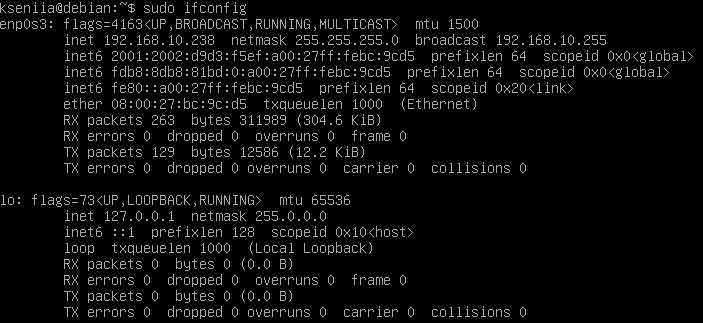 kseniia@debian:~$ sudo ifconfig
enp0s3: flags=4163<UP,BROADCAST,RUNNING,MULTICAST>  mtu 1500
        inet 192.168.10.238  netmask 255.255.255.0  broadcast 192.168.10.255
        inet6 2001:2002:d9d3:f5ef:a00:27ff:febc:9cd5  prefixlen 64  scopeid 0x0<global>
        inet6 fdb8:8db8:81bd:0:a00:27ff:febc:9cd5  prefixlen 64  scopeid 0x0<global>
        inet6 fe80::a00:27ff:febc:9cd5  prefixlen 64  scopeid 0x20<link>
        ether 08:00:27:bc:9c:d5  txqueuelen 1000  (Ethernet)
        RX packets 263  bytes 311989 (304.6 KiB)
        RX errors 0  dropped 0  overruns 0  frame 0
        TX packets 129  bytes 12586 (12.2 KiB)
        TX errors 0  dropped 0 overruns 0  carrier 0  collisions 0
lo: flags=73<UP,LOOPBACK,RUNNING>  mtu 65536
        inet 127.0.0.1  netmask 255.0.0.0
        inet6 ::1  prefixlen 128  scopeid 0x10<host>
        loop  txqueuelen 1000  (Local Loopback)
        RX packets 0  bytes 0 (0.0 B)
        RX errors 0  dropped 0  overruns 0  frame 0
        TX packets 0  bytes 0 (0.0 B)
        TX errors 0  dropped 0 overruns 0  carrier 0  collisions 0